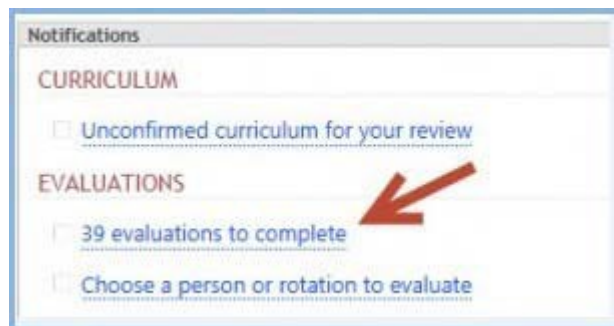 Notifications
CURRICULUM
Unconfirmed curriculum for your review
EVALUATIONS
39 evaluations to complete
Choose a person or rotation to evaluate